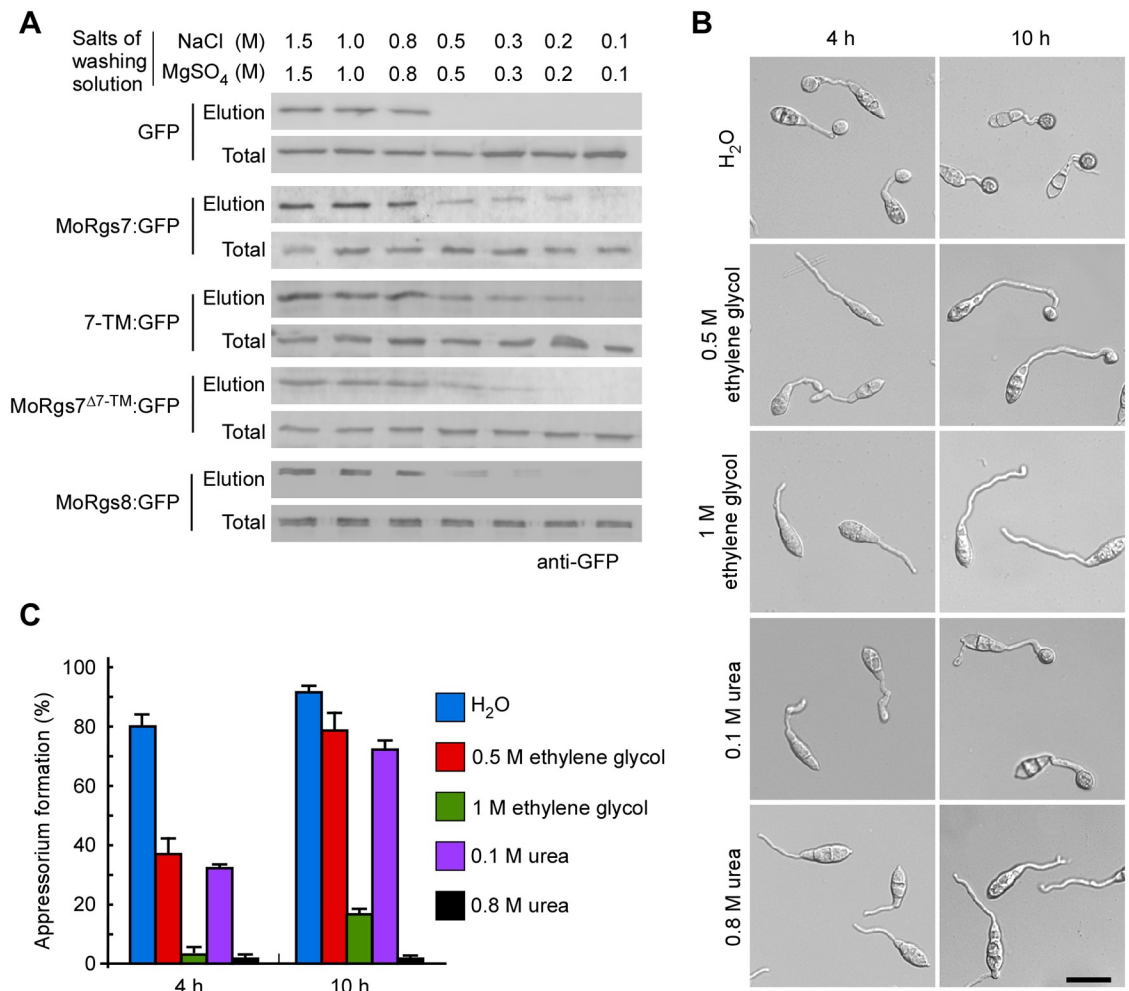 A
Salts of
washing
solution
NaCl (M) 1.5 1.0 0.8 0.5 0.3 0.2 0.1
MgSO4 (M) 1.5 1.0 0.8 0.5 0.3 0.2 0.1
GFP
Elution
Total
MoRgs7:GFP
Elution
Total
7-TM:GFP
Elution
Total
MoRgs7Δ7-TM:GFP
Elution
Total
MoRgs8:GFP
Elution
Total
anti-GFP
B
4 h 10 h
H2O
0.5 M
ethylene glycol
1 M
ethylene glycol
0.1 M urea
0.8 M urea
C
Appressorium formation (%)
100
80
60
40
20
0
4 h 10 h
H2O
0.5 M ethylene glycol
1 M ethylene glycol
0.1 M urea
0.8 M urea